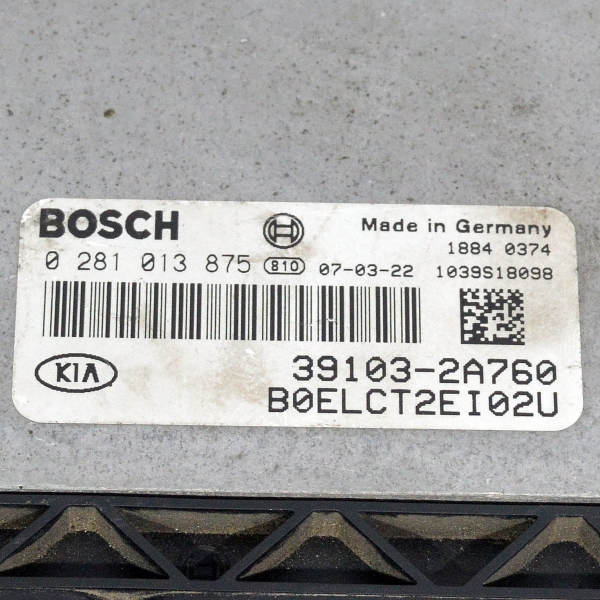 BOSCH Made in Germany
1884 0374
0 281 013 875 810 07-03-22 1039S18098
KIA 39103-2A760
B0ELCT2EI02U